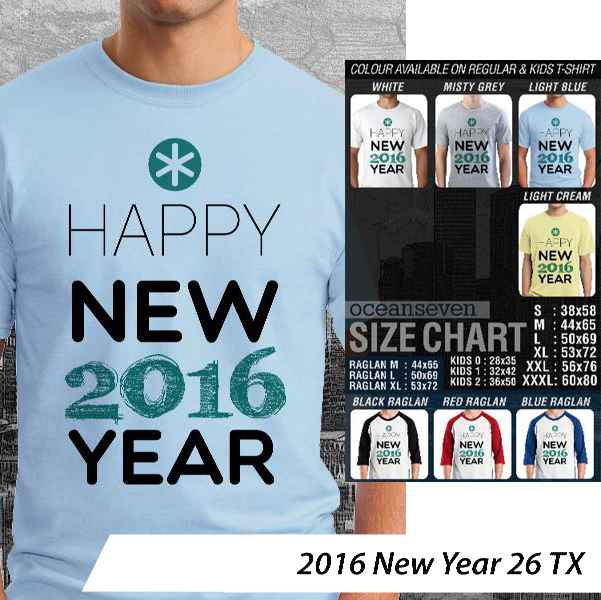 HAPPY
NEW
2016
YEAR
COLOUR AVAILABLE ON REGULAR & KIDS T-SHIRT
WHITE
MISTY GREY
LIGHT BLUE
HAPPY
NEW
2016
YEAR
HAPPY
NEW
2016
YEAR
HAPPY
NEW
2016
YEAR
LIGHT CREAM
HAPPY
NEW
2016
YEAR
oceanseven
SIZE CHART
S : 38x58
M : 44x65
L : 50x69
XL : 53x72
XXL : 56x76
XXXL : 60x80
RAGLAN M : 44x65
RAGLAN L : 50x69
RAGLAN XL : 53x72
KIDS 0 : 28x35
KIDS 1 : 32x42
KIDS 2 : 36x50
BLACK RAGLAN
RED RAGLAN
BLUE RAGLAN
HAPPY
NEW
2016
YEAR
HAPPY
NEW
2016
YEAR
HAPPY
NEW
2016
YEAR
2016 New Year 26 TX